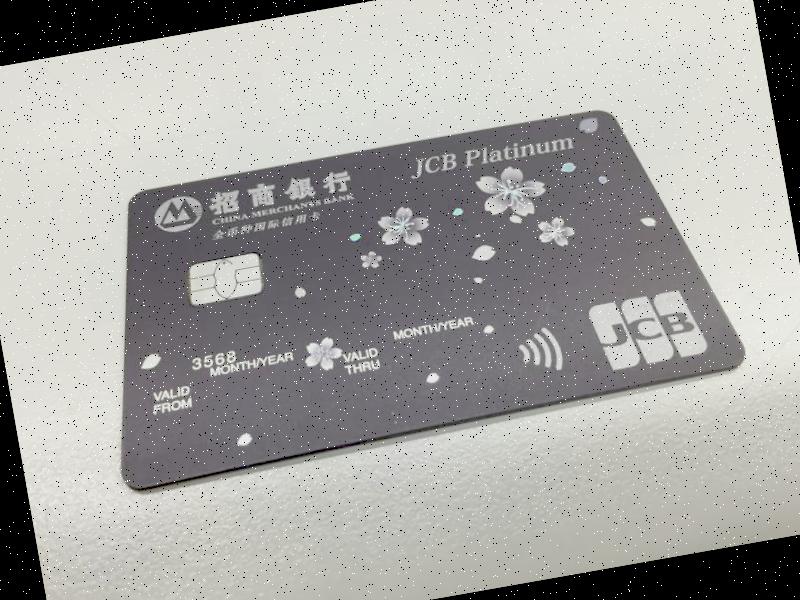 招商銀行
CHINA MERCHANTS BANK
全币种国际信用卡
JCB Platinum
3568
MONTH/YEAR
MONTH/YEAR
VALID
FROM
VALID
THRU
JCB